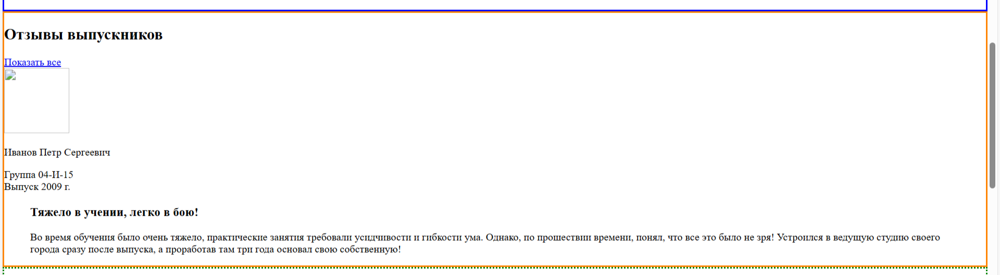 Отзывы выпускников
Показать все
Иванов Петр Сергеевич
Группа 04-И-15
Выпуск 2009 г.
Тяжело в учении, легко в бою!
Во время обучения было очень тяжело, практические занятия требовали усидчивости и гибкости ума. Однако, по прошествии времени, понял, что все это было не зря! Устроился в ведущую студию своего
города сразу после выпуска, а проработав там три года основал свою собственную!